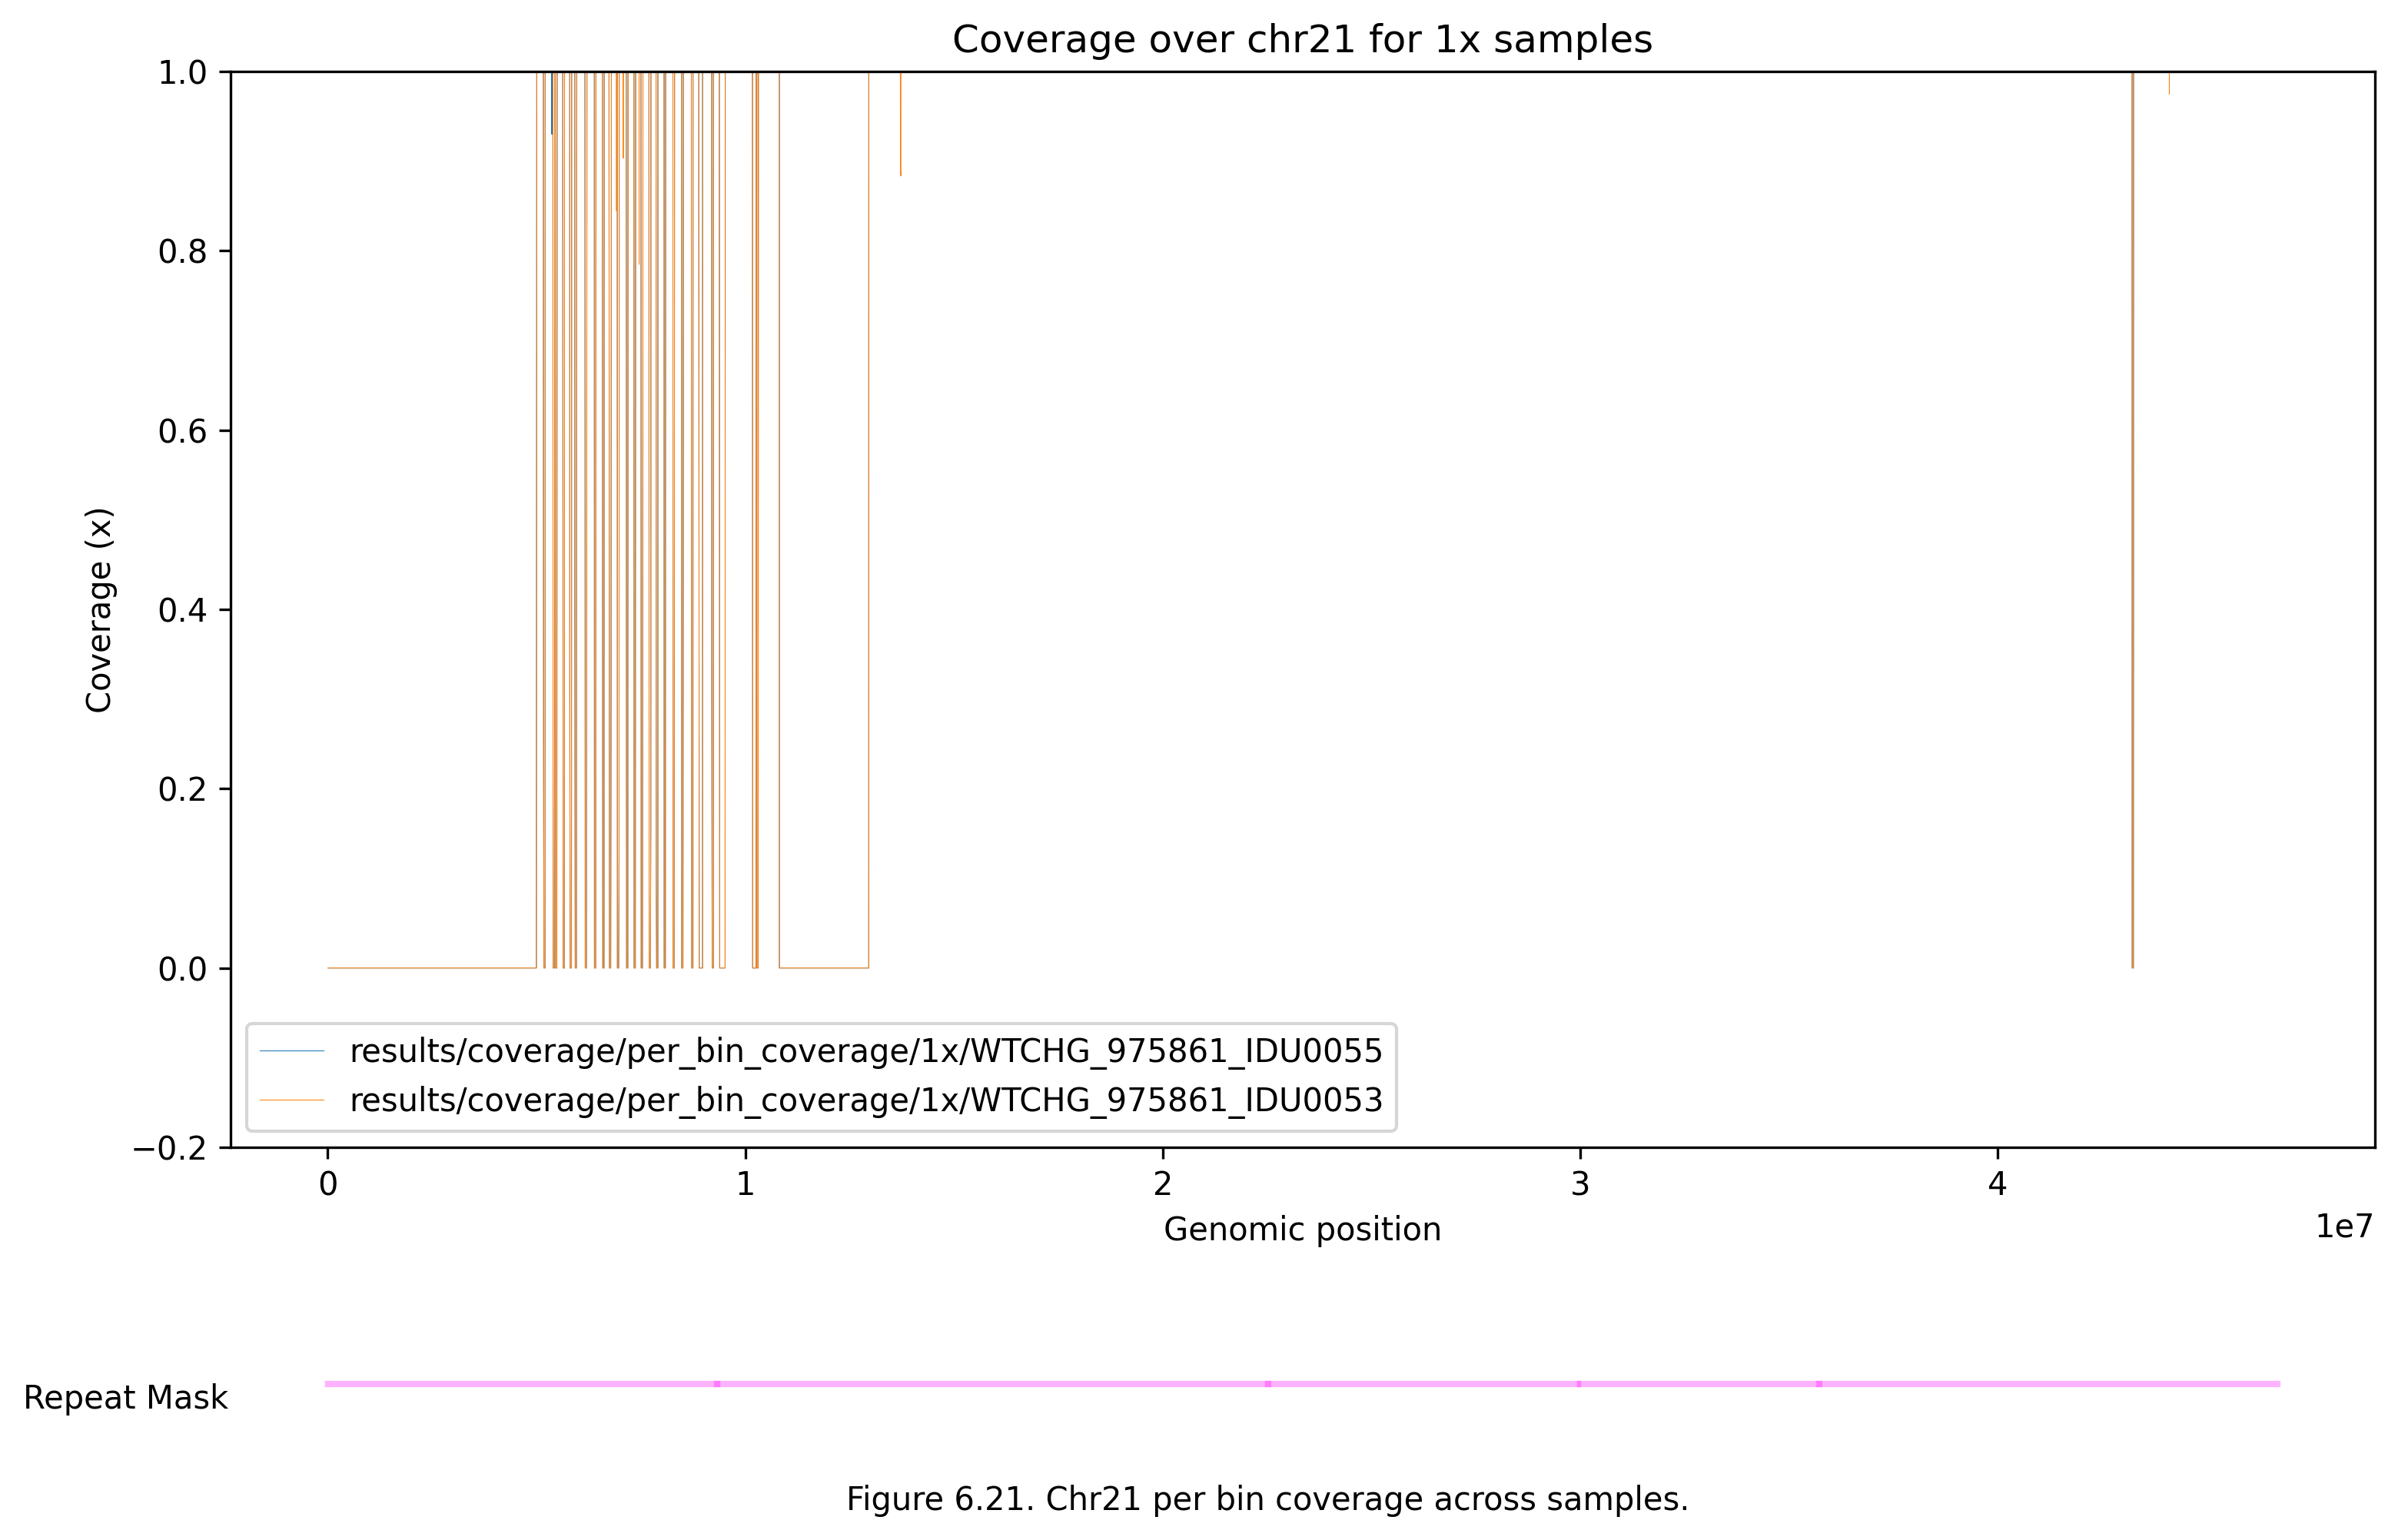 Coverage over chr21 for 1x samples
1.0
0.8
0.6
0.4
0.2
0.0
−0.2
Coverage (x)
results/coverage/per_bin_coverage/1x/WTCHG_975861_IDU0055
results/coverage/per_bin_coverage/1x/WTCHG_975861_IDU0053
0 1 2 3 4
1e7
Genomic position
Repeat Mask
Figure 6.21. Chr21 per bin coverage across samples.